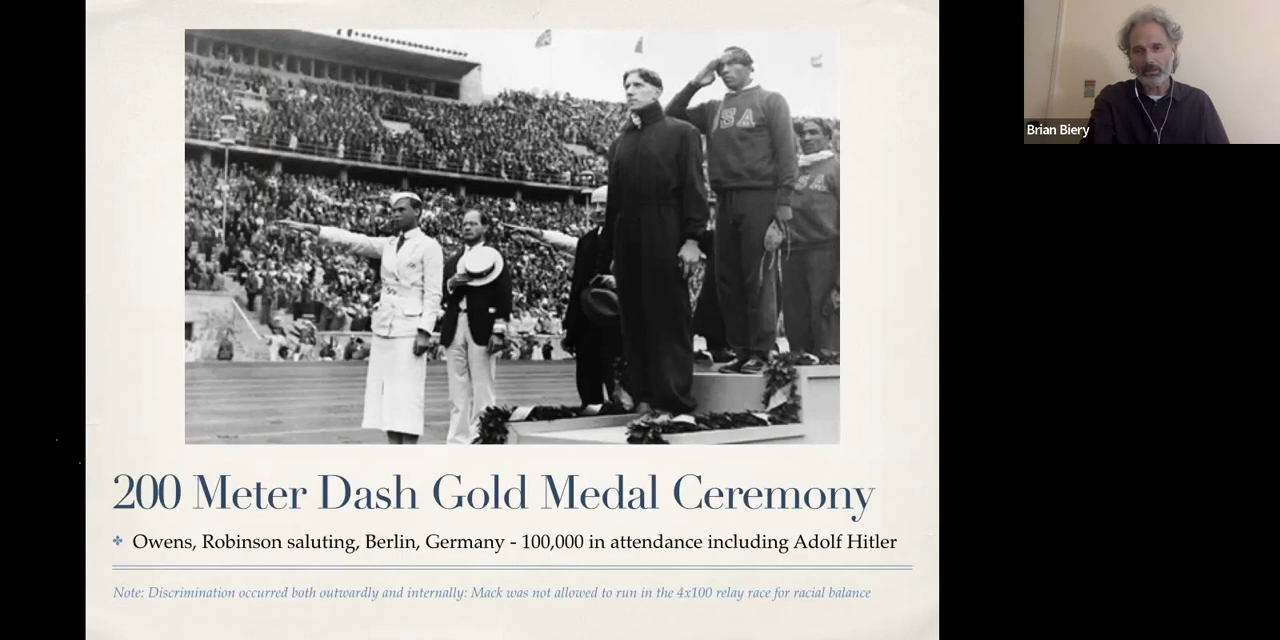 Brian Biery
SA
SA
200 Meter Dash Gold Medal Ceremony
Owens, Robinson saluting, Berlin, Germany - 100,000 in attendance including Adolf Hitler
Note: Discrimination occurred both outwardly and internally: Mack was not allowed to run in the 4x100 relay race for racial balance